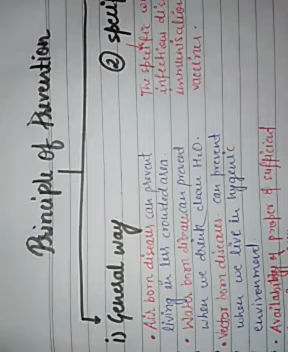 Principle of Prevention
i) General way
② specif
• Air born diseases can prevent
living in less crowded area
• Water born diseases can prevent
when we drink clean H₂O.
• Vector born diseases can prevent
when we live in hygenic
environment
• Availability of proper & sufficient
The specific w
infectious dis
immunisation
vaccines.